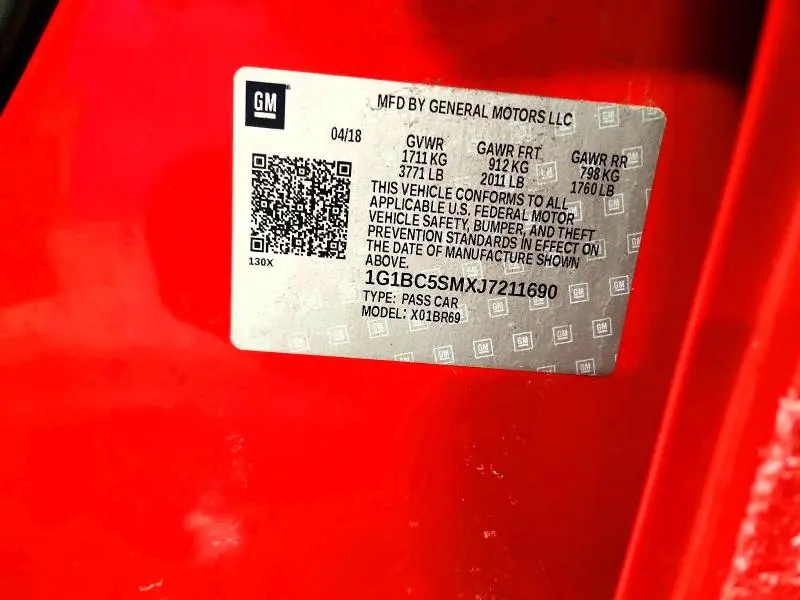 GM
MFD BY GENERAL MOTORS LLC
04/18
GVWR GAWR FRT GAWR RR
1711 KG 912 KG 798 KG
3771 LB 2011 LB 1760 LB
THIS VEHICLE CONFORMS TO ALL
APPLICABLE U.S. FEDERAL MOTOR
VEHICLE SAFETY, BUMPER, AND THEFT
PREVENTION STANDARDS IN EFFECT ON
THE DATE OF MANUFACTURE SHOWN
ABOVE.
130X
1G1BC5SMXJ7211690
TYPE: PASS CAR
MODEL: X01BR69